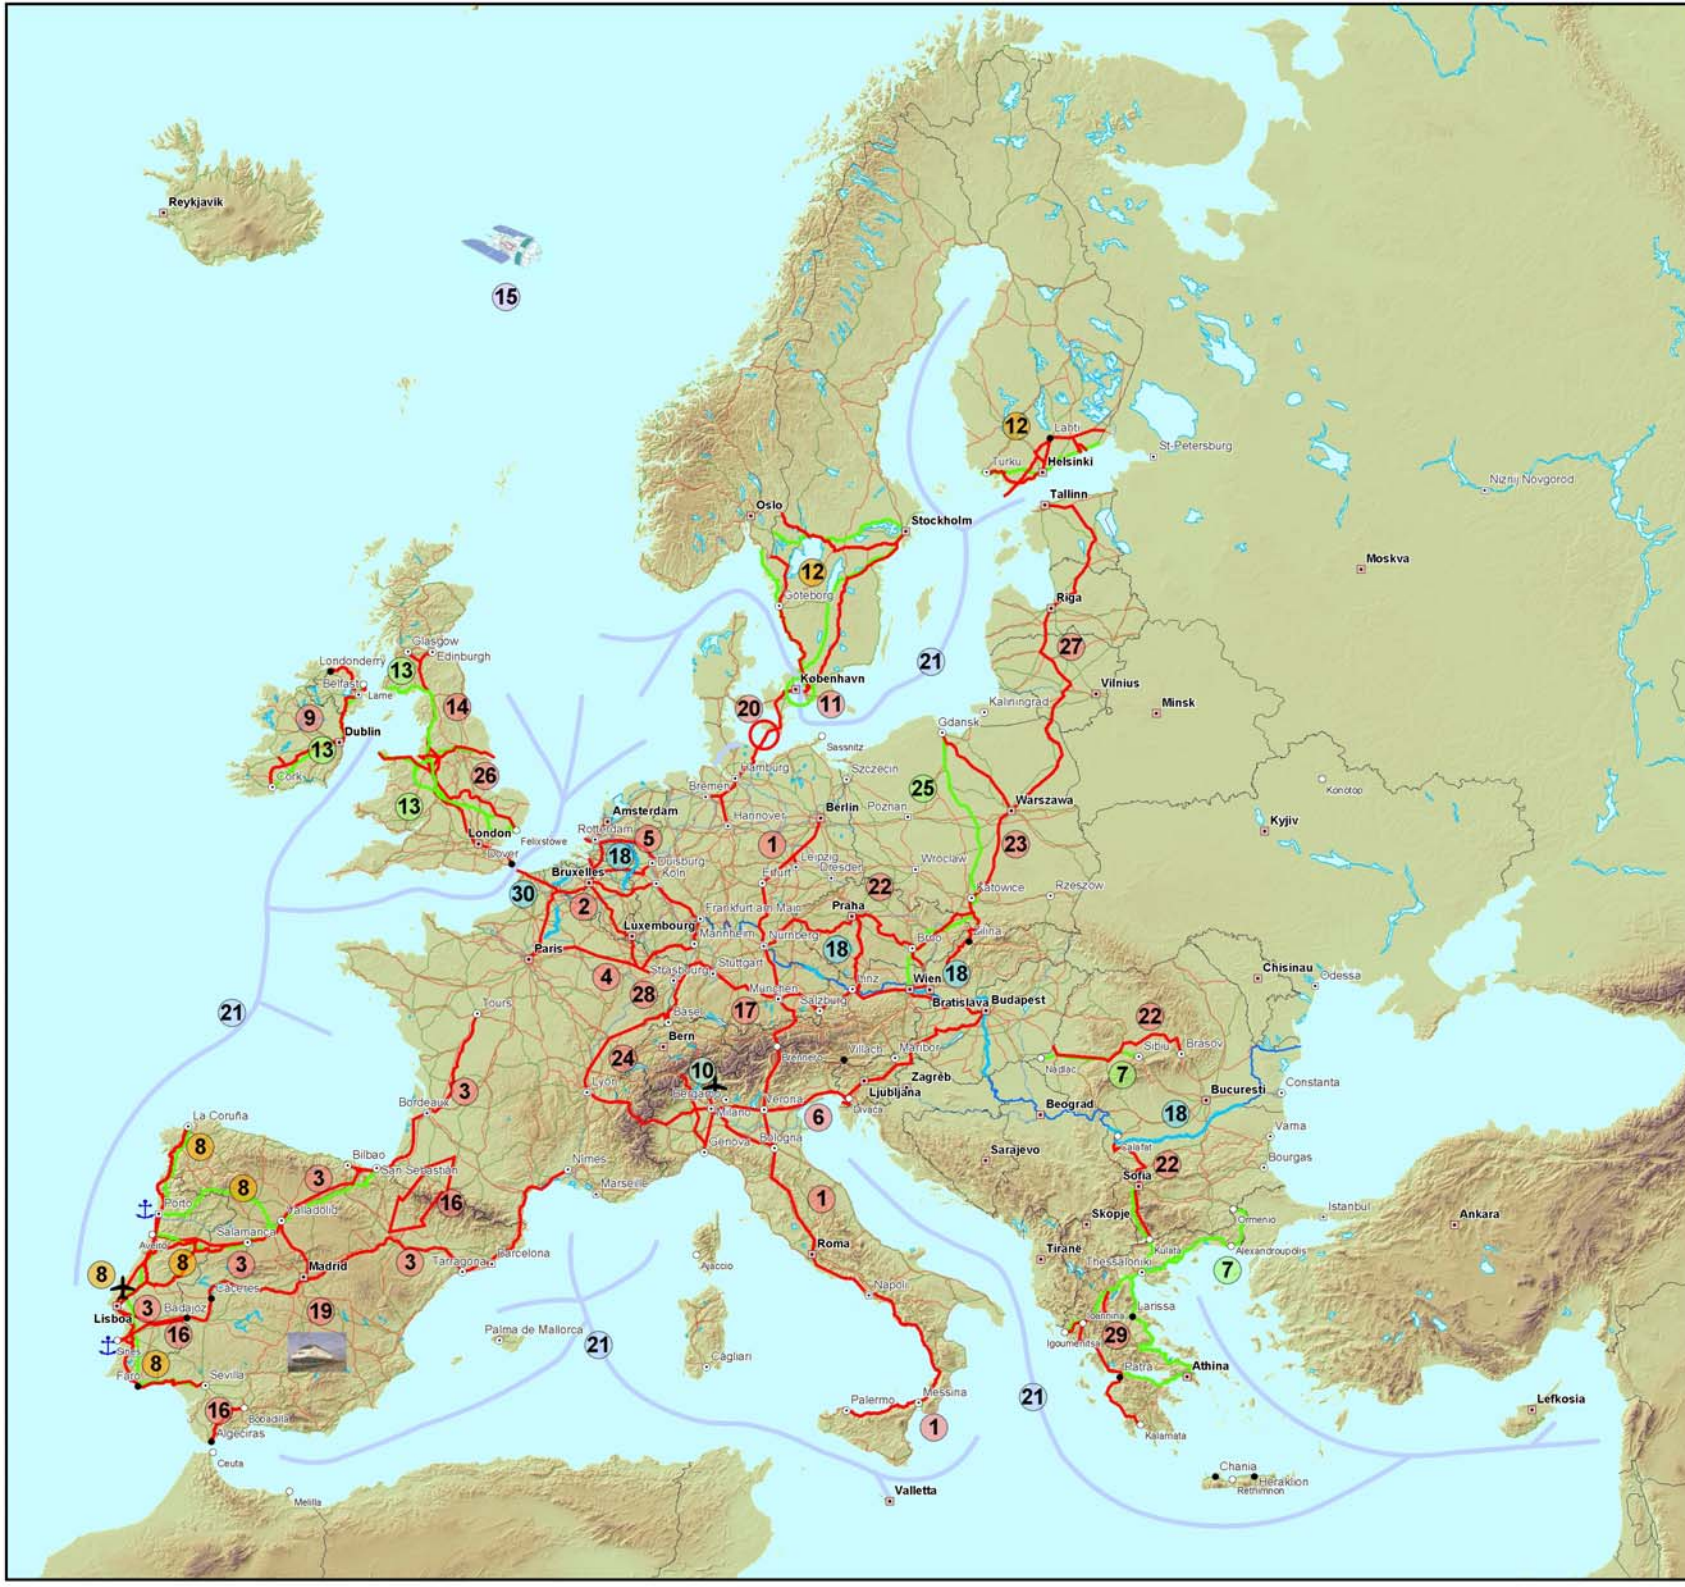 Reykjavik
15
12
Lahti
St-Petersburg
Turku
Helsinki
Niznij Novgorod
Tallinn
Oslo
Stockholm
Moskva
12
Göteborg
Riga
Glasgow
Edinburgh
Londonderry
13
27
21
Belfast
Larne
København
Vilnius
14
20
11
Kaliningrad
Minsk
9
Gdansk
Dublin
13
Sassnitz
Hamburg
Szczecin
26
Cork
Bremen
25
Konotop
13
Amsterdam
Berlin
Poznan
Warszawa
Rotterdam
Hannover
Kyjiv
London
Felixstowe
5
1
23
Dover
18
Duisburg
Leipzig
Dresden
Wroclaw
Bruxelles
Köln
Erfurt
22
Katowice
Rzeszow
30
2
Frankfurt am Main
Praha
Luxembourg
Mannheim
Nürnberg
18
Brno
Zilina
Paris
4
Strasbourg
Stuttgart
Linz
Wien
18
Chisinau
Odessa
28
München
Salzburg
Bratislava
Budapest
Tours
21
Basel
17
22
Bern
24
Brennero
Villach
Maribor
Sibiu
Brasov
Nadlac
7
10
Zagreb
Lyon
Bergamo
Ljubljana
Bucuresti
Constanta
3
Bordeaux
Milano
Verona
Divaca
Beograd
18
6
La Coruña
Genova
Bologna
Calafat
Varna
8
Bilbao
San Sebastian
Nîmes
Sarajevo
22
Bourgas
3
Marseille
Sofia
8
16
1
Porto
Valladolid
Skopje
Ormenio
Istanbul
Ankara
Aveiro
Salamanca
Roma
Kulata
Alexandroupolis
Tirane
Barcelona
8
3
3
Tarragona
Ajaccio
Thessaloniki
7
8
Madrid
Caceres
Napoli
3
Badajoz
19
Larissa
Lisboa
Ioannina
16
Palma de Mallorca
21
Igoumenitsa
29
Sines
8
Cagliari
Patra
Athina
Faro
Sevilla
Messina
21
16
Bobadilla
Palermo
1
Lefkosia
Algeciras
Kalamata
Ceuta
Chania
Heraklion
Rethimnon
Melilla
Valletta